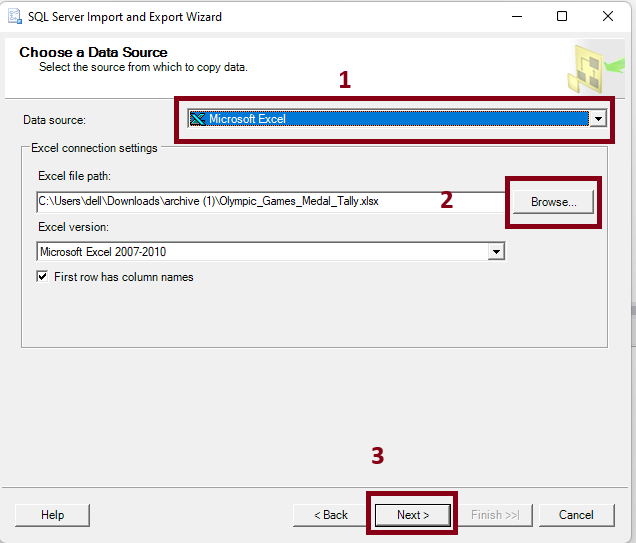 SQL Server Import and Export Wizard
Choose a Data Source
Select the source from which to copy data.
1
Data source:
Microsoft Excel
Excel connection settings
Excel file path:
C:\Users\dell\Downloads\archive (1)\Olympic_Games_Medal_Tally.xlsx
2
Browse...
Excel version:
Microsoft Excel 2007-2010
First row has column names
3
Help
< Back
Next >
Finish >>|
Cancel